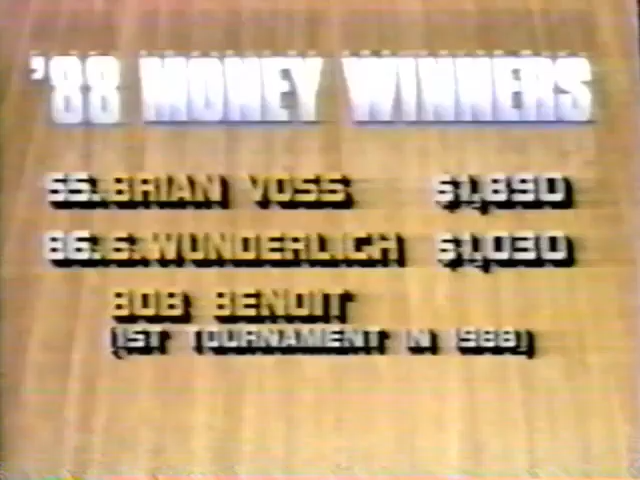 '88 MONEY WINNERS
55. BRIAN VOSS $1,890
86. G. WUNDERLICH $1,030
BOB BENOIT
(1ST TOURNAMENT IN 1988)